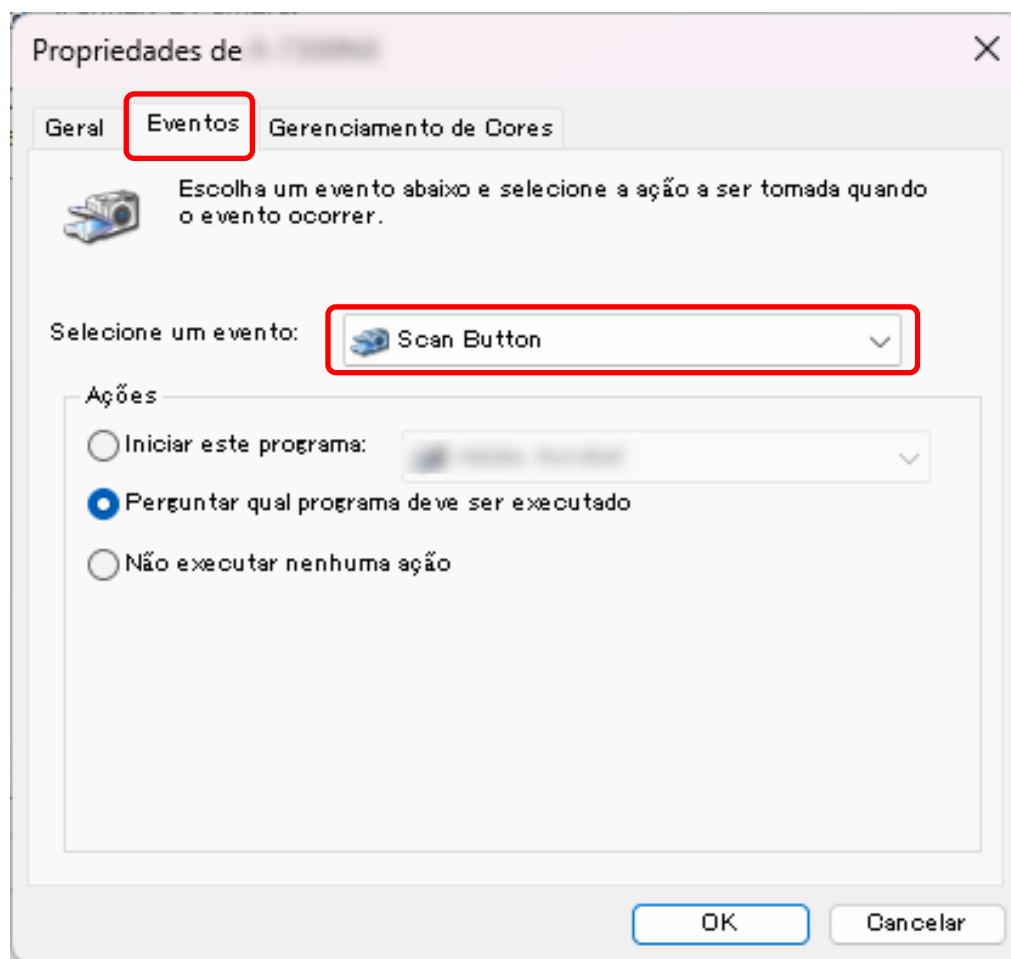 Propriedades de
Geral Eventos Gerenciamento de Cores
Escolha um evento abaixo e selecione a ação a ser tomada quando
o evento ocorrer.
Selecione um evento: Scan Button
Ações
Iniciar este programa:
Perguntar qual programa deve ser executado
Não executar nenhuma ação
OK Cancelar